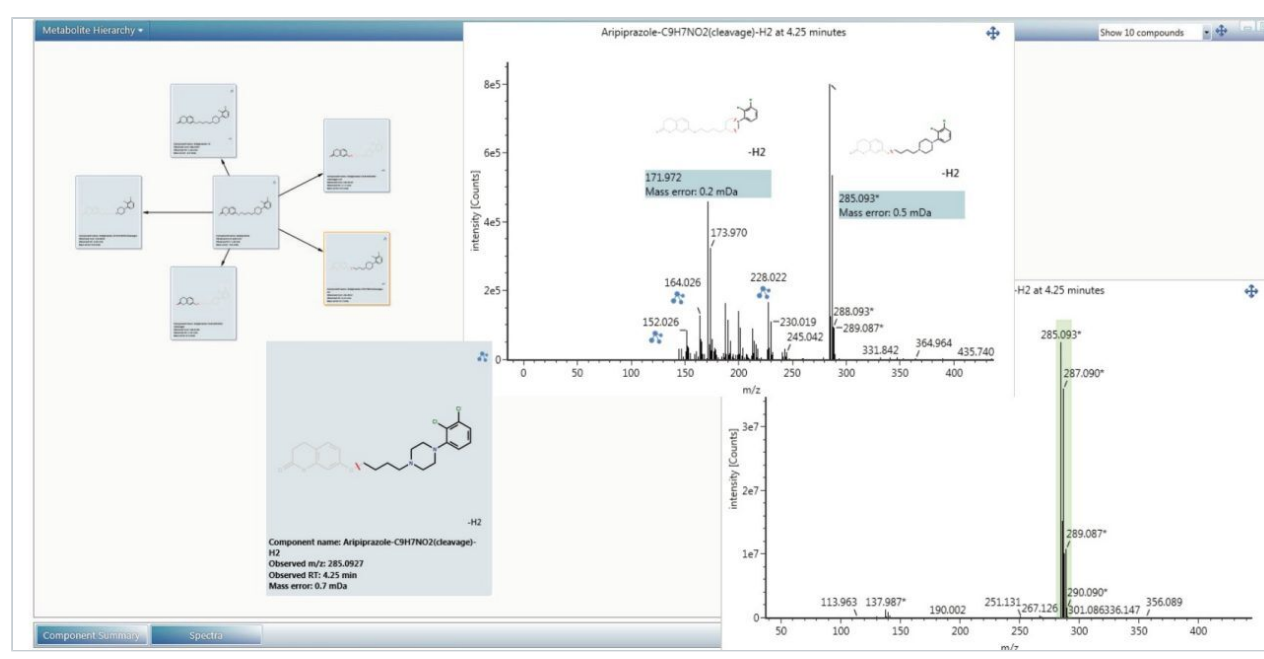 Metabolite Hierarchy
Show 10 compounds
Aripiprazole-C9H7NO2(cleavage)-H2 at 4.25 minutes
intensity [Counts]
8e5
6e5
4e5
2e5
0
-H2
171.972
Mass error: 0.2 mDa
-H2
285.093*
Mass error: 0.5 mDa
173.970
164.026
228.022
152.026
230.019
245.042
288.093*
289.087*
331.842
364.964
435.740
0 50 100 150 200 250 300 350 400
m/z
-H2 at 4.25 minutes
285.093*
287.090*
intensity [Counts]
3e7
2e7
1e7
0
289.087*
290.090*
113.963
137.987*
190.002
251.131
267.126
301.086
336.147
356.089
50 100 150 200 250 300 350 400
m/z
Cl
Cl
N
N
-H2
Component name: Aripiprazole-C9H7NO2(cleavage)-
H2
Observed m/z: 285.0927
Observed RT: 4.25 min
Mass error: 0.7 mDa
Component Summary
Spectra